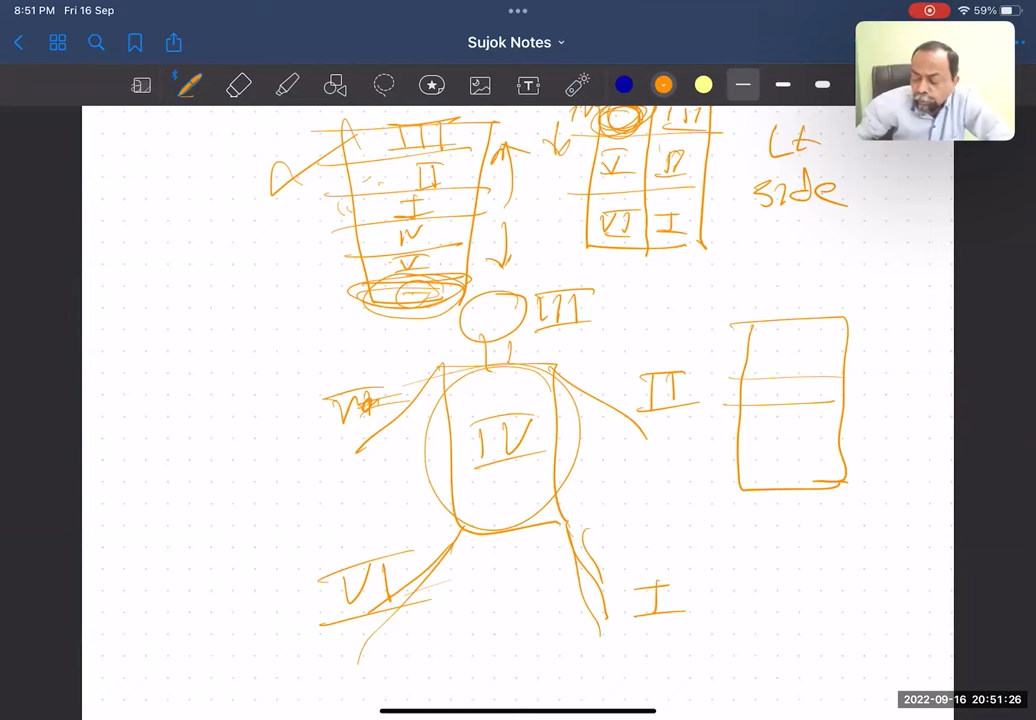 8:51 PM Fri 16 Sep
59%
Sujok Notes
T
III
III
Lt
side
II
V
II
I
IV
VI
I
V
III
II
IV
VI
I
2022-09-16 20:51:26